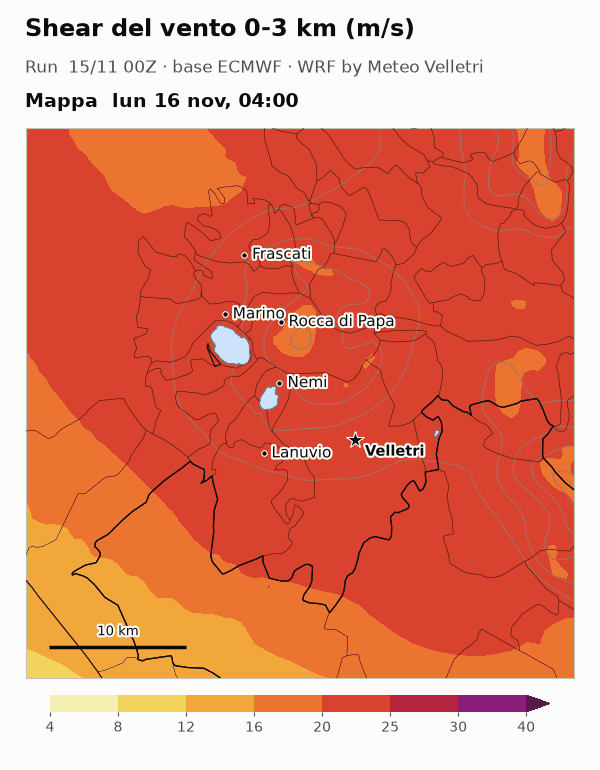 Shear del vento 0-3 km (m/s)
Run 15/11 00Z · base ECMWF · WRF by Meteo Velletri
Mappa lun 16 nov, 04:00
Frascati
Marino
Rocca di Papa
Nemi
Velletri
Lanuvio
10 km
4 8 12 16 20 25 30 40